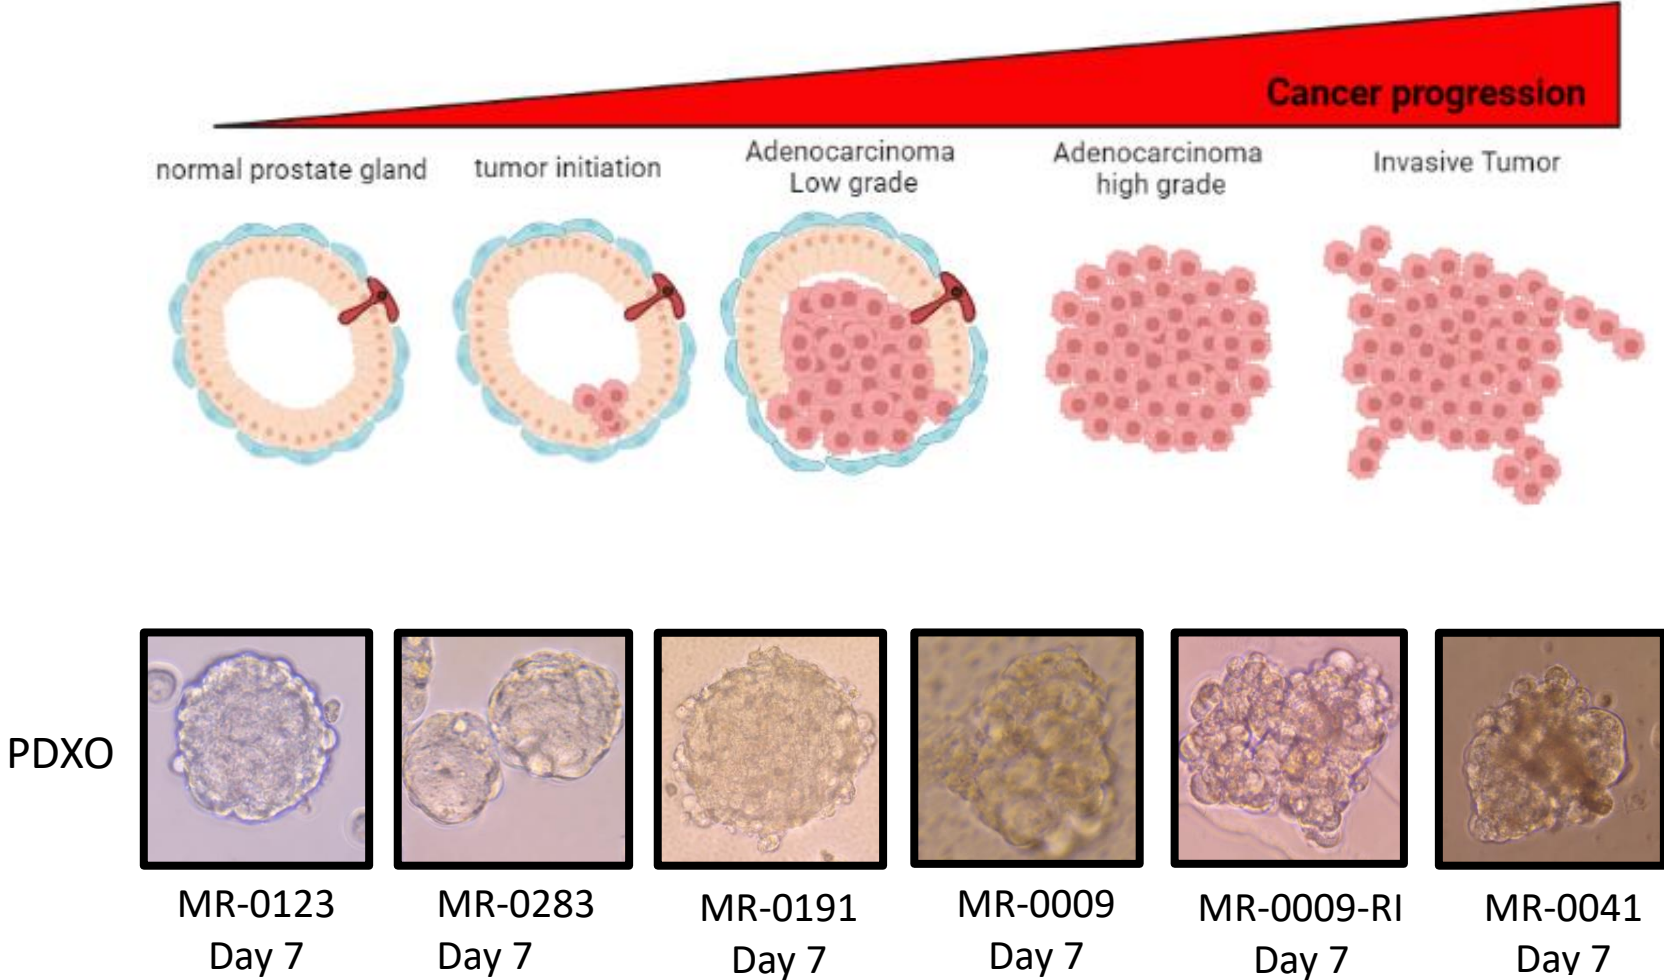 Cancer progression
normal prostate gland
tumor initiation
Adenocarcinoma
Low grade
Adenocarcinoma
high grade
Invasive Tumor
PDXO
MR-0123
Day 7
MR-0283
Day 7
MR-0191
Day 7
MR-0009
Day 7
MR-0009-RI
Day 7
MR-0041
Day 7